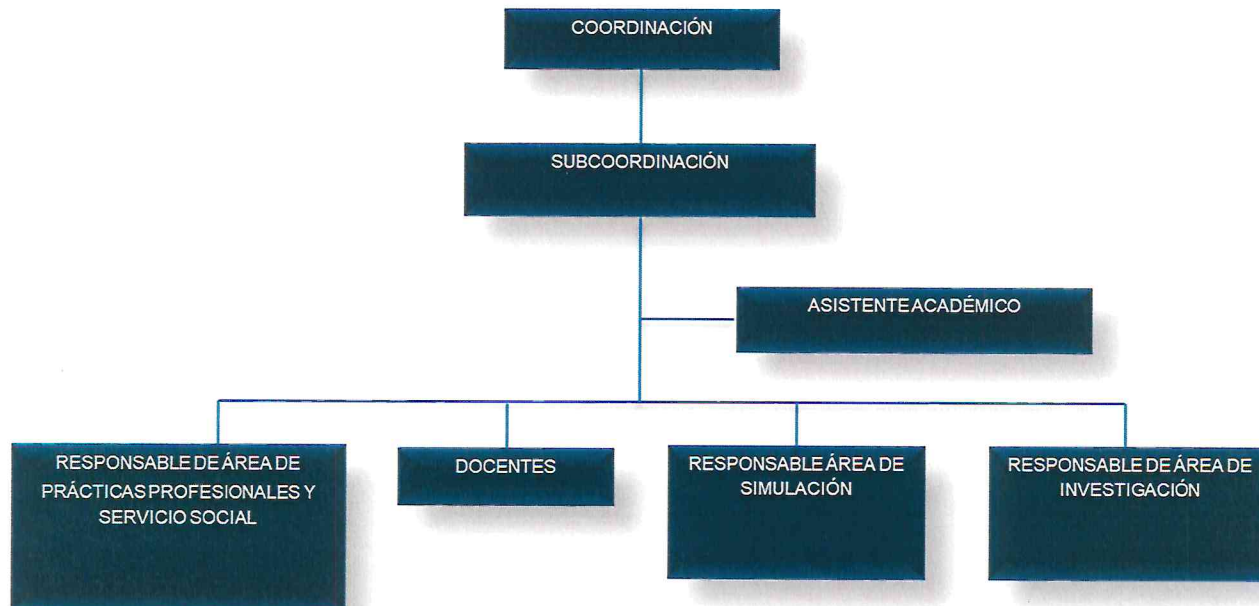 COORDINACIÓN
SUBCOORDINACIÓN
ASISTENTE ACADÉMICO
RESPONSABLE DE ÁREA DE
PRÁCTICAS PROFESIONALES Y
SERVICIO SOCIAL
DOCENTES
RESPONSABLE ÁREA DE
SIMULACIÓN
RESPONSABLE DE ÁREA DE
INVESTIGACIÓN